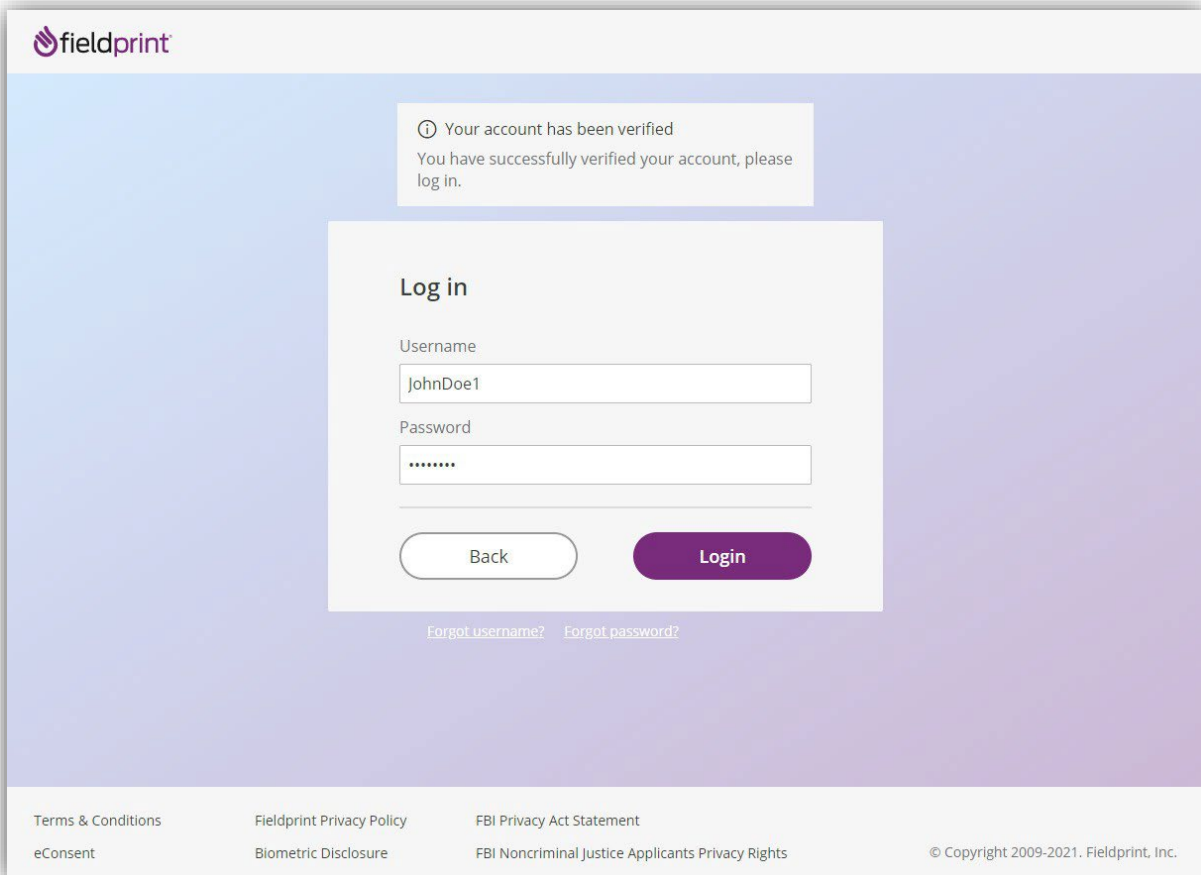 fieldprint
Your account has been verified
You have successfully verified your account, please
log in.
Log in
Username
JohnDoe1
Password
••••••••
Back
Login
Forgot username? Forgot password?
Terms & Conditions
Fieldprint Privacy Policy
FBI Privacy Act Statement
eConsent
Biometric Disclosure
FBI Noncriminal Justice Applicants Privacy Rights
© Copyright 2009-2021. Fieldprint, Inc.